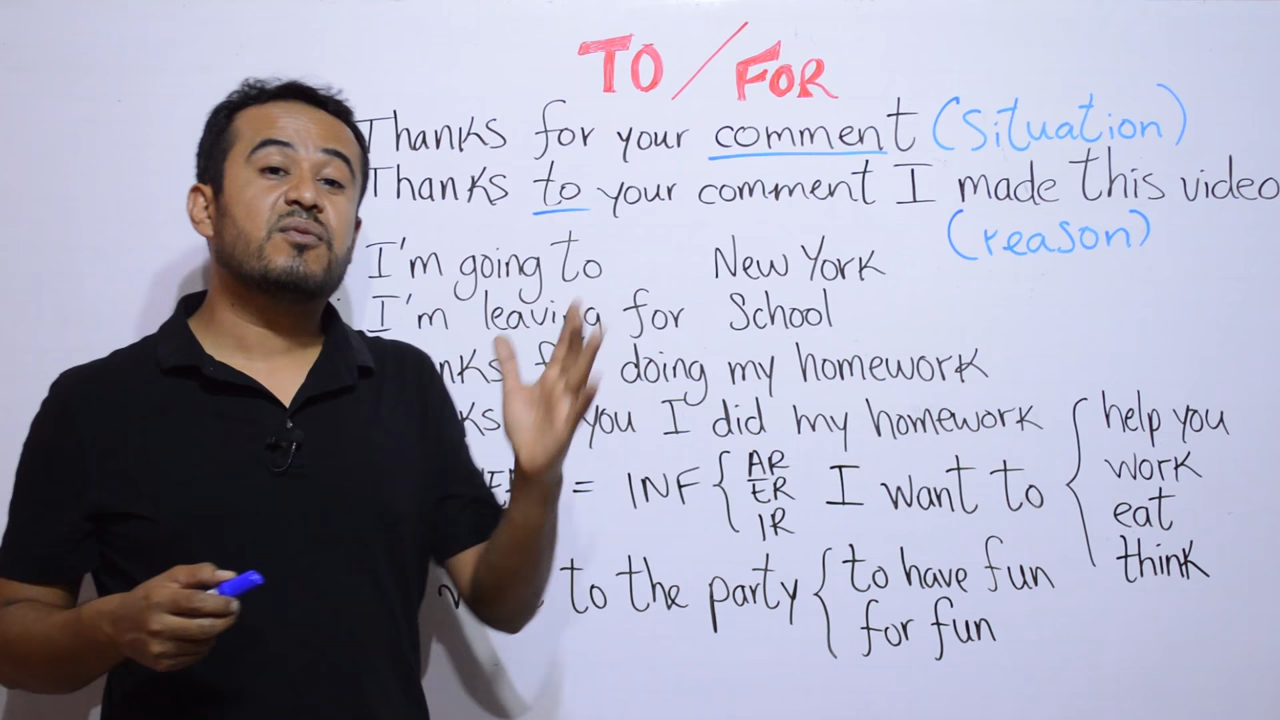 TO / FOR
Thanks for your comment (Situation)
Thanks to your comment I made this video
(reason)
I'm going to New York
I'm leaving for School
doing my homework
you I did my homework
= INF { AR ER IR I want to { help you work eat think
to the party { to have fun
for fun